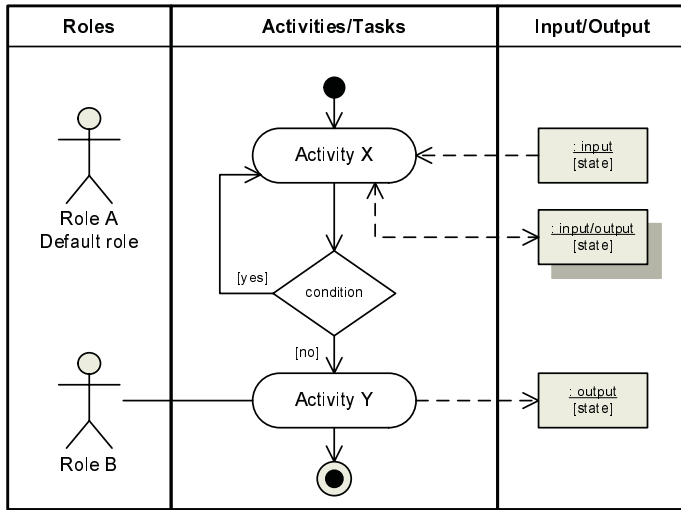 Roles
Activities/Tasks
Input/Output
Activity X
: input
[state]
Role A
Default role
: input/output
[state]
[yes]
condition
[no]
Activity Y
: output
[state]
Role B